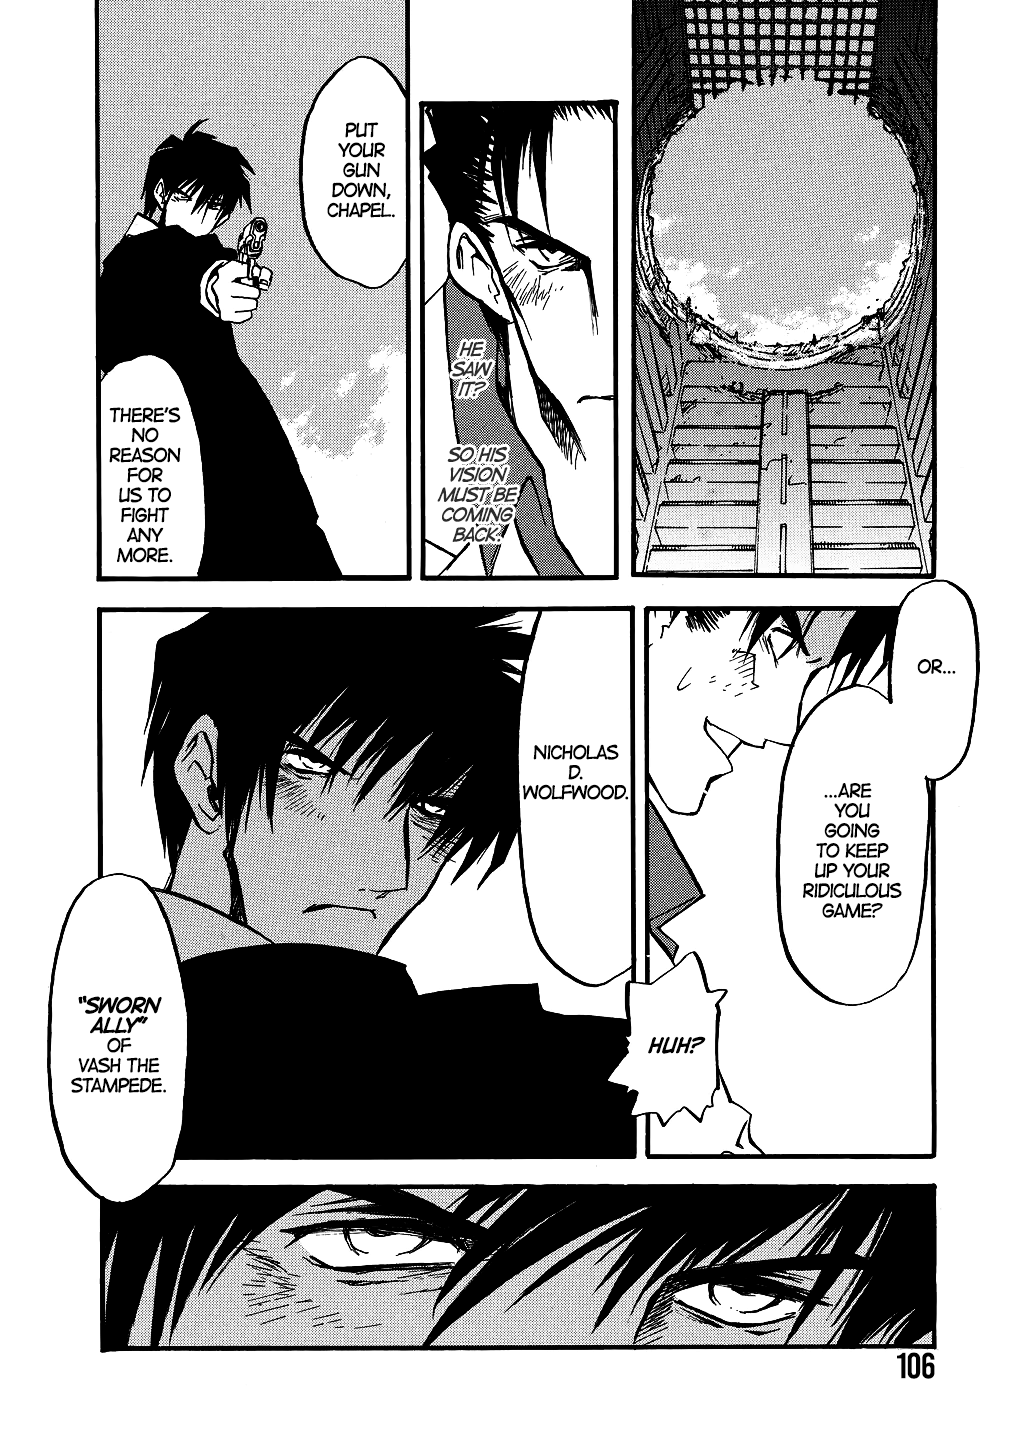 HE
SAW
IT?
SO HIS
VISION
MUST BE
COMING
BACK.
PUT
YOUR
GUN
DOWN,
CHAPEL.
THERE'S
NO
REASON
FOR
US TO
FIGHT
ANY
MORE.
OR...
...ARE
YOU
GOING
TO KEEP
UP YOUR
RIDICULOUS
GAME?
HUH?
NICHOLAS
D.
WOLFWOOD.
"SWORN
ALLY"
OF
VASH THE
STAMPEDE.
106